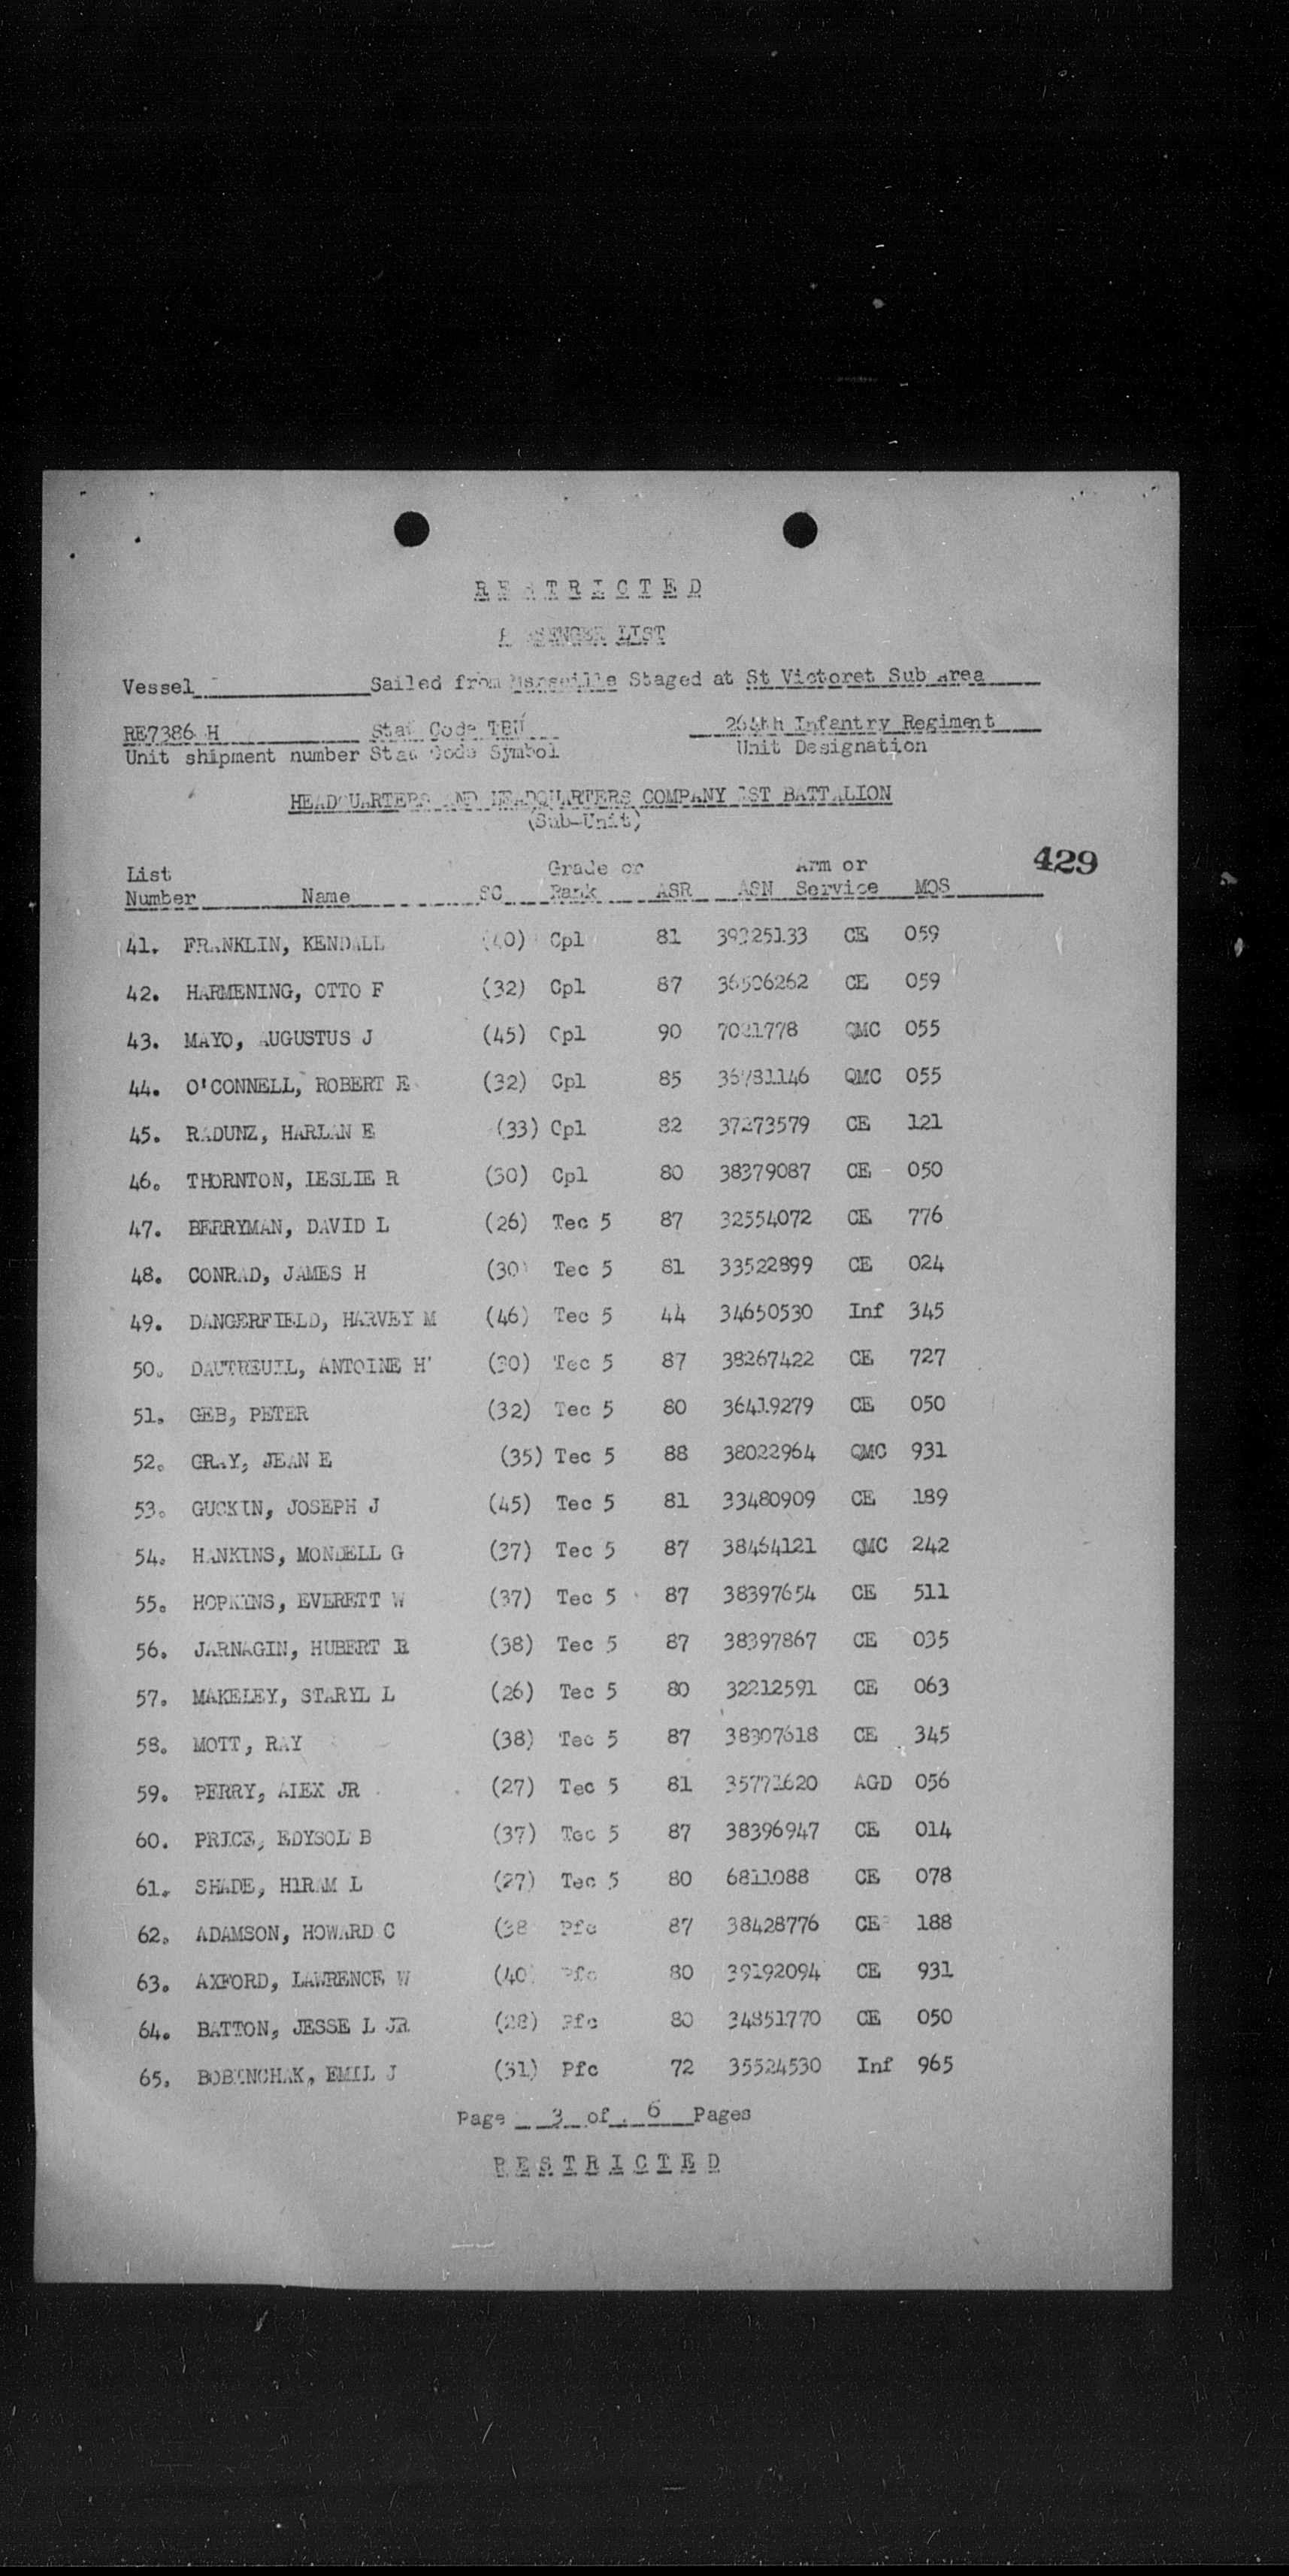 RESTRICTED
PASSENGER LIST
Vessel Sailed from Marseille Staged at St Victoret Sub Area
RE7386 H Stat Code TBU 264th Infantry Regiment
Unit shipment number Stat Code Symbol Unit Designation
HEADQUARTERS AND HEADQUARTERS COMPANY 1ST BATTALION
(Sub-Unit)
429
List Grade or Arm or
Number Name SC Rank ASR ASN Service MOS
41. FRANKLIN, KENDALL (40) Cpl 81 39325133 CE 059
42. HARMENING, OTTO F (32) Cpl 87 36506262 CE 059
43. MAYO, AUGUSTUS J (45) Cpl 90 7021778 QMC 055
44. O'CONNELL, ROBERT E (32) Cpl 85 36781146 QMC 055
45. RADUNZ, HARLAN E (33) Cpl 82 37273579 CE 121
46. THORNTON, LESLIE R (30) Cpl 80 38379087 CE 050
47. BERRYMAN, DAVID L (26) Tec 5 87 32554072 CE 776
48. CONRAD, JAMES H (30) Tec 5 81 33522899 CE 024
49. DANGERFIELD, HARVEY M (46) Tec 5 44 34650530 Inf 345
50. DAUTREUIL, ANTOINE H (30) Tec 5 87 38267422 CE 727
51. GEB, PETER (32) Tec 5 80 36419279 CE 050
52. GRAY, JEAN E (35) Tec 5 88 38022964 QMC 931
53. GUCKIN, JOSEPH J (45) Tec 5 81 33480909 CE 189
54. HANKINS, MONDELL G (37) Tec 5 87 38464121 QMC 242
55. HOPKINS, EVERETT W (37) Tec 5 87 38397654 CE 511
56. JARNAGIN, HUBERT E (38) Tec 5 87 38397867 CE 035
57. MAKELEY, STARYL L (26) Tec 5 80 32212591 CE 063
58. MOTT, RAY (38) Tec 5 87 38307618 CE 345
59. PERRY, ALEX JR (27) Tec 5 81 35771620 AGD 056
60. PRICE, EDYSOL B (37) Tec 5 87 38396947 CE 014
61. SHADE, HIRAM L (27) Tec 5 80 6811088 CE 078
62. ADAMSON, HOWARD C (38 Pfc 87 38428776 CE 188
63. AXFORD, LAWRENCE W (40) Pfc 80 39192094 CE 931
64. BATTON, JESSE L JR (28) Pfc 80 34851770 CE 050
65. BOBINCHAK, EMIL J (31) Pfc 72 35524530 Inf 965
Page 3 of 6 Pages
RESTRICTED